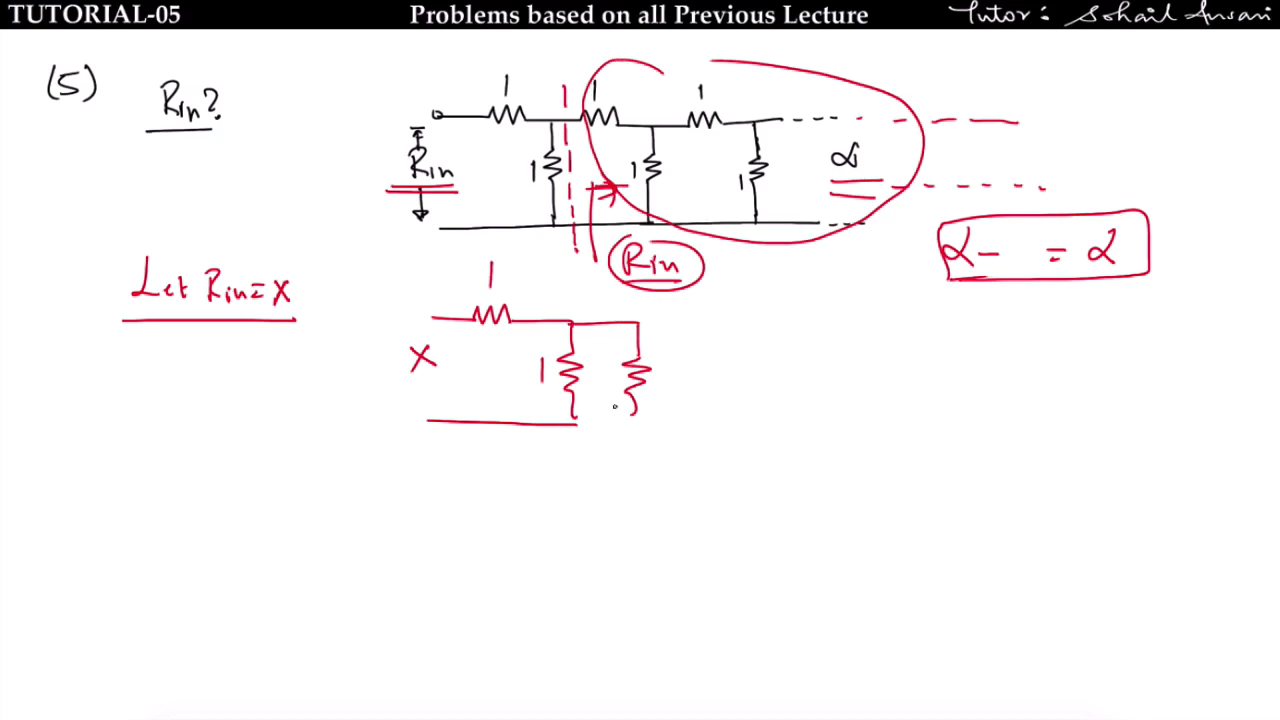 TUTORIAL-05 Problems based on all Previous Lecture Tutor: Sohail Ansari
(5) Rin?
1 1 1
Rin 1 1 1 α
Rin α- = α
Let Rin=x
1
x 1